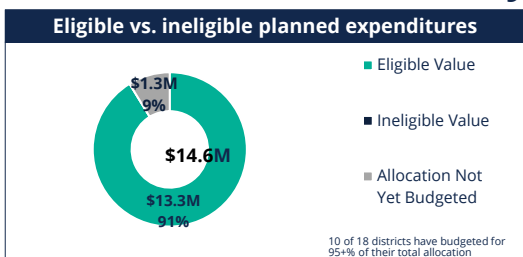 Eligible vs. ineligible planned expenditures
$1.3M
9%
$14.6M
$13.3M
91%
Eligible Value
Ineligible Value
Allocation Not
Yet Budgeted
10 of 18 districts have budgeted for
95+% of their total allocation